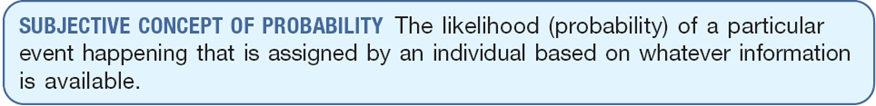 SUBJECTIVE CONCEPT OF PROBABILITY The likelihood (probability) of a particular
event happening that is assigned by an individual based on whatever information
is available.